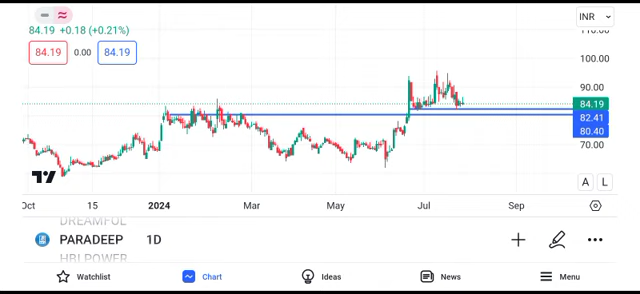 INR
84.19 +0.18 (+0.21%)
110.00
84.19 0.00 84.19
100.00
90.00
84.19
82.41
80.40
70.00
A L
Oct 15 2024 Mar May Jul Sep
DREAMFOL
PARADEEP 1D
HBLPOWER
Watchlist Chart Ideas News Menu